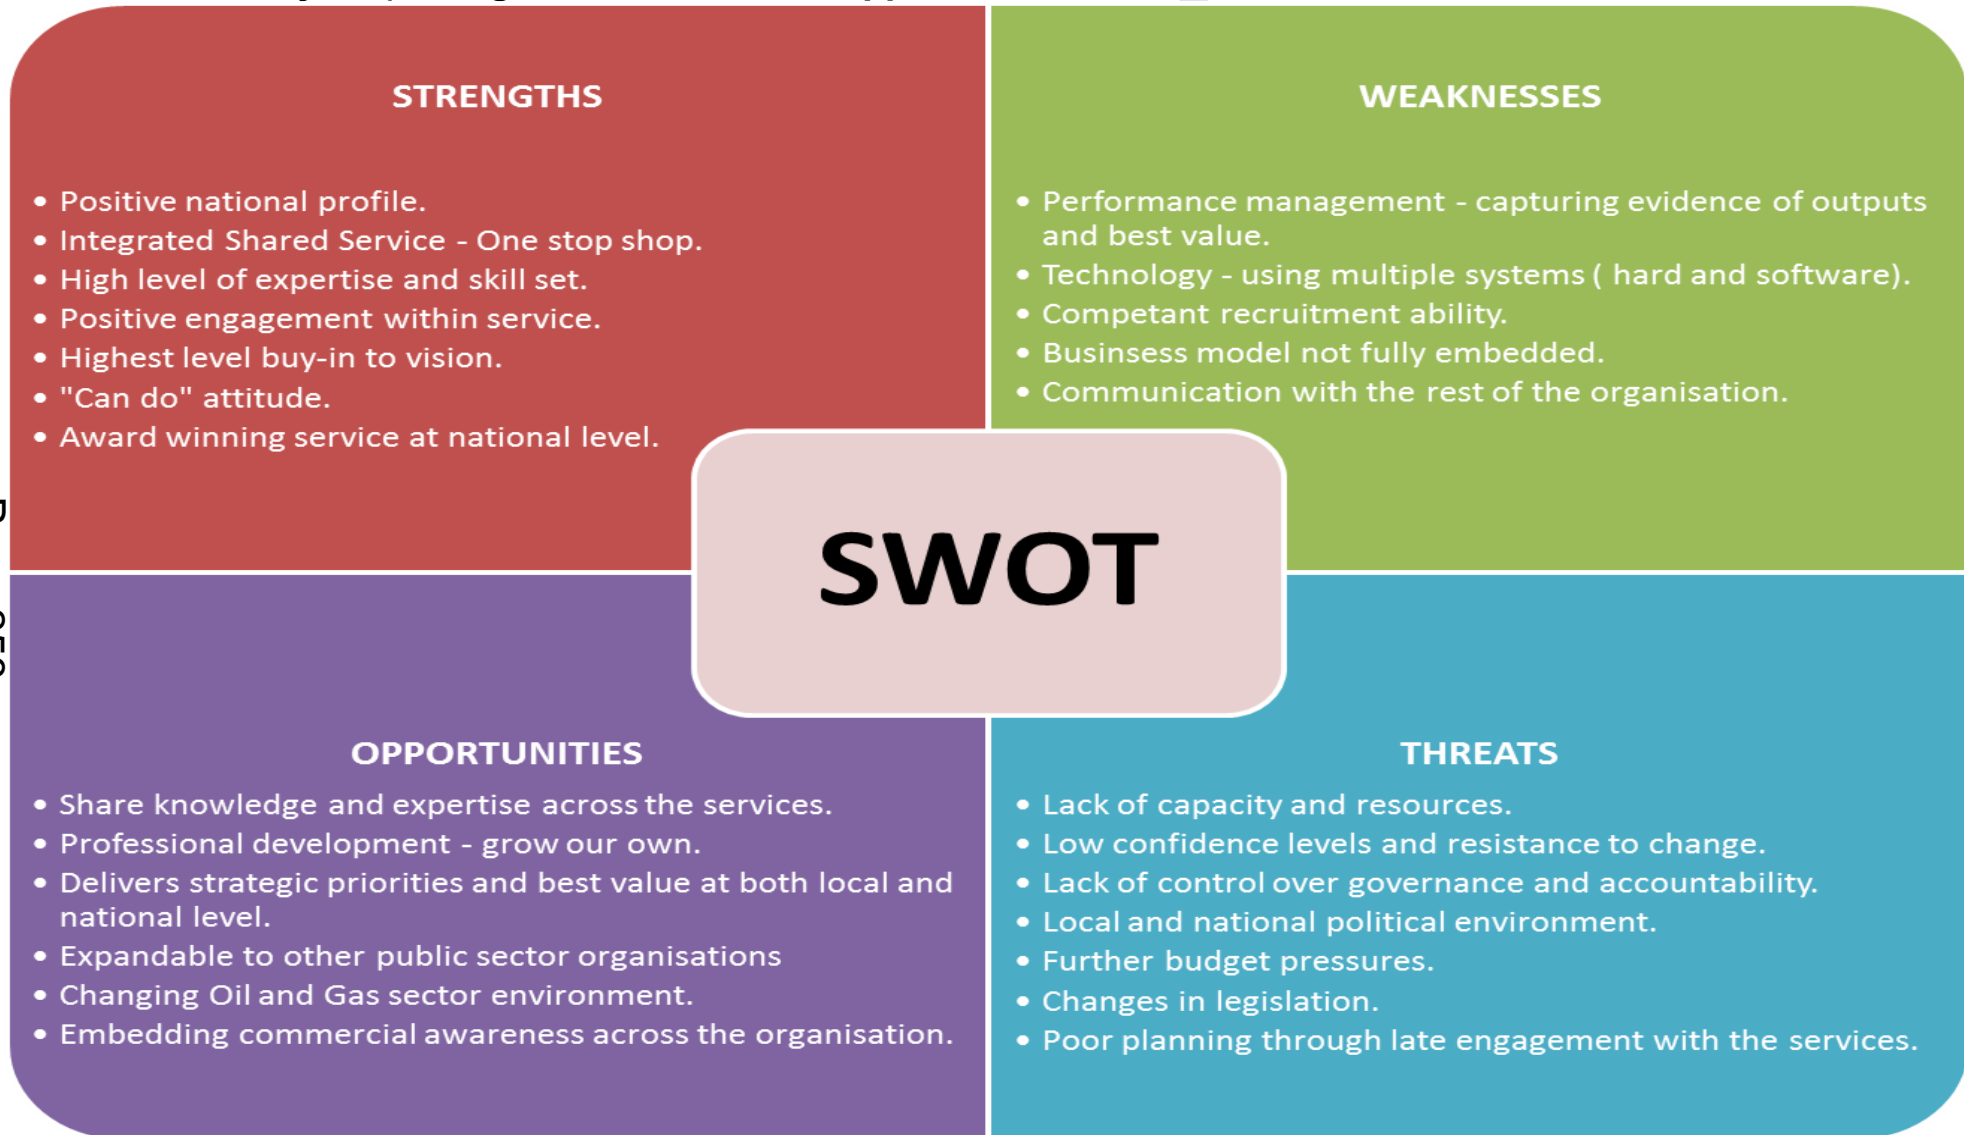 STRENGTHS
• Positive national profile.
• Integrated Shared Service - One stop shop.
• High level of expertise and skill set.
• Positive engagement within service.
• Highest level buy-in to vision.
• "Can do" attitude.
• Award winning service at national level.
WEAKNESSES
• Performance management - capturing evidence of outputs
and best value.
• Technology - using multiple systems ( hard and software).
• Competant recruitment ability.
• Businsess model not fully embedded.
• Communication with the rest of the organisation.
SWOT
OPPORTUNITIES
• Share knowledge and expertise across the services.
• Professional development - grow our own.
• Delivers strategic priorities and best value at both local and
national level.
• Expandable to other public sector organisations
• Changing Oil and Gas sector environment.
• Embedding commercial awareness across the organisation.
THREATS
• Lack of capacity and resources.
• Low confidence levels and resistance to change.
• Lack of control over governance and accountability.
• Local and national political environment.
• Further budget pressures.
• Changes in legislation.
• Poor planning through late engagement with the services.